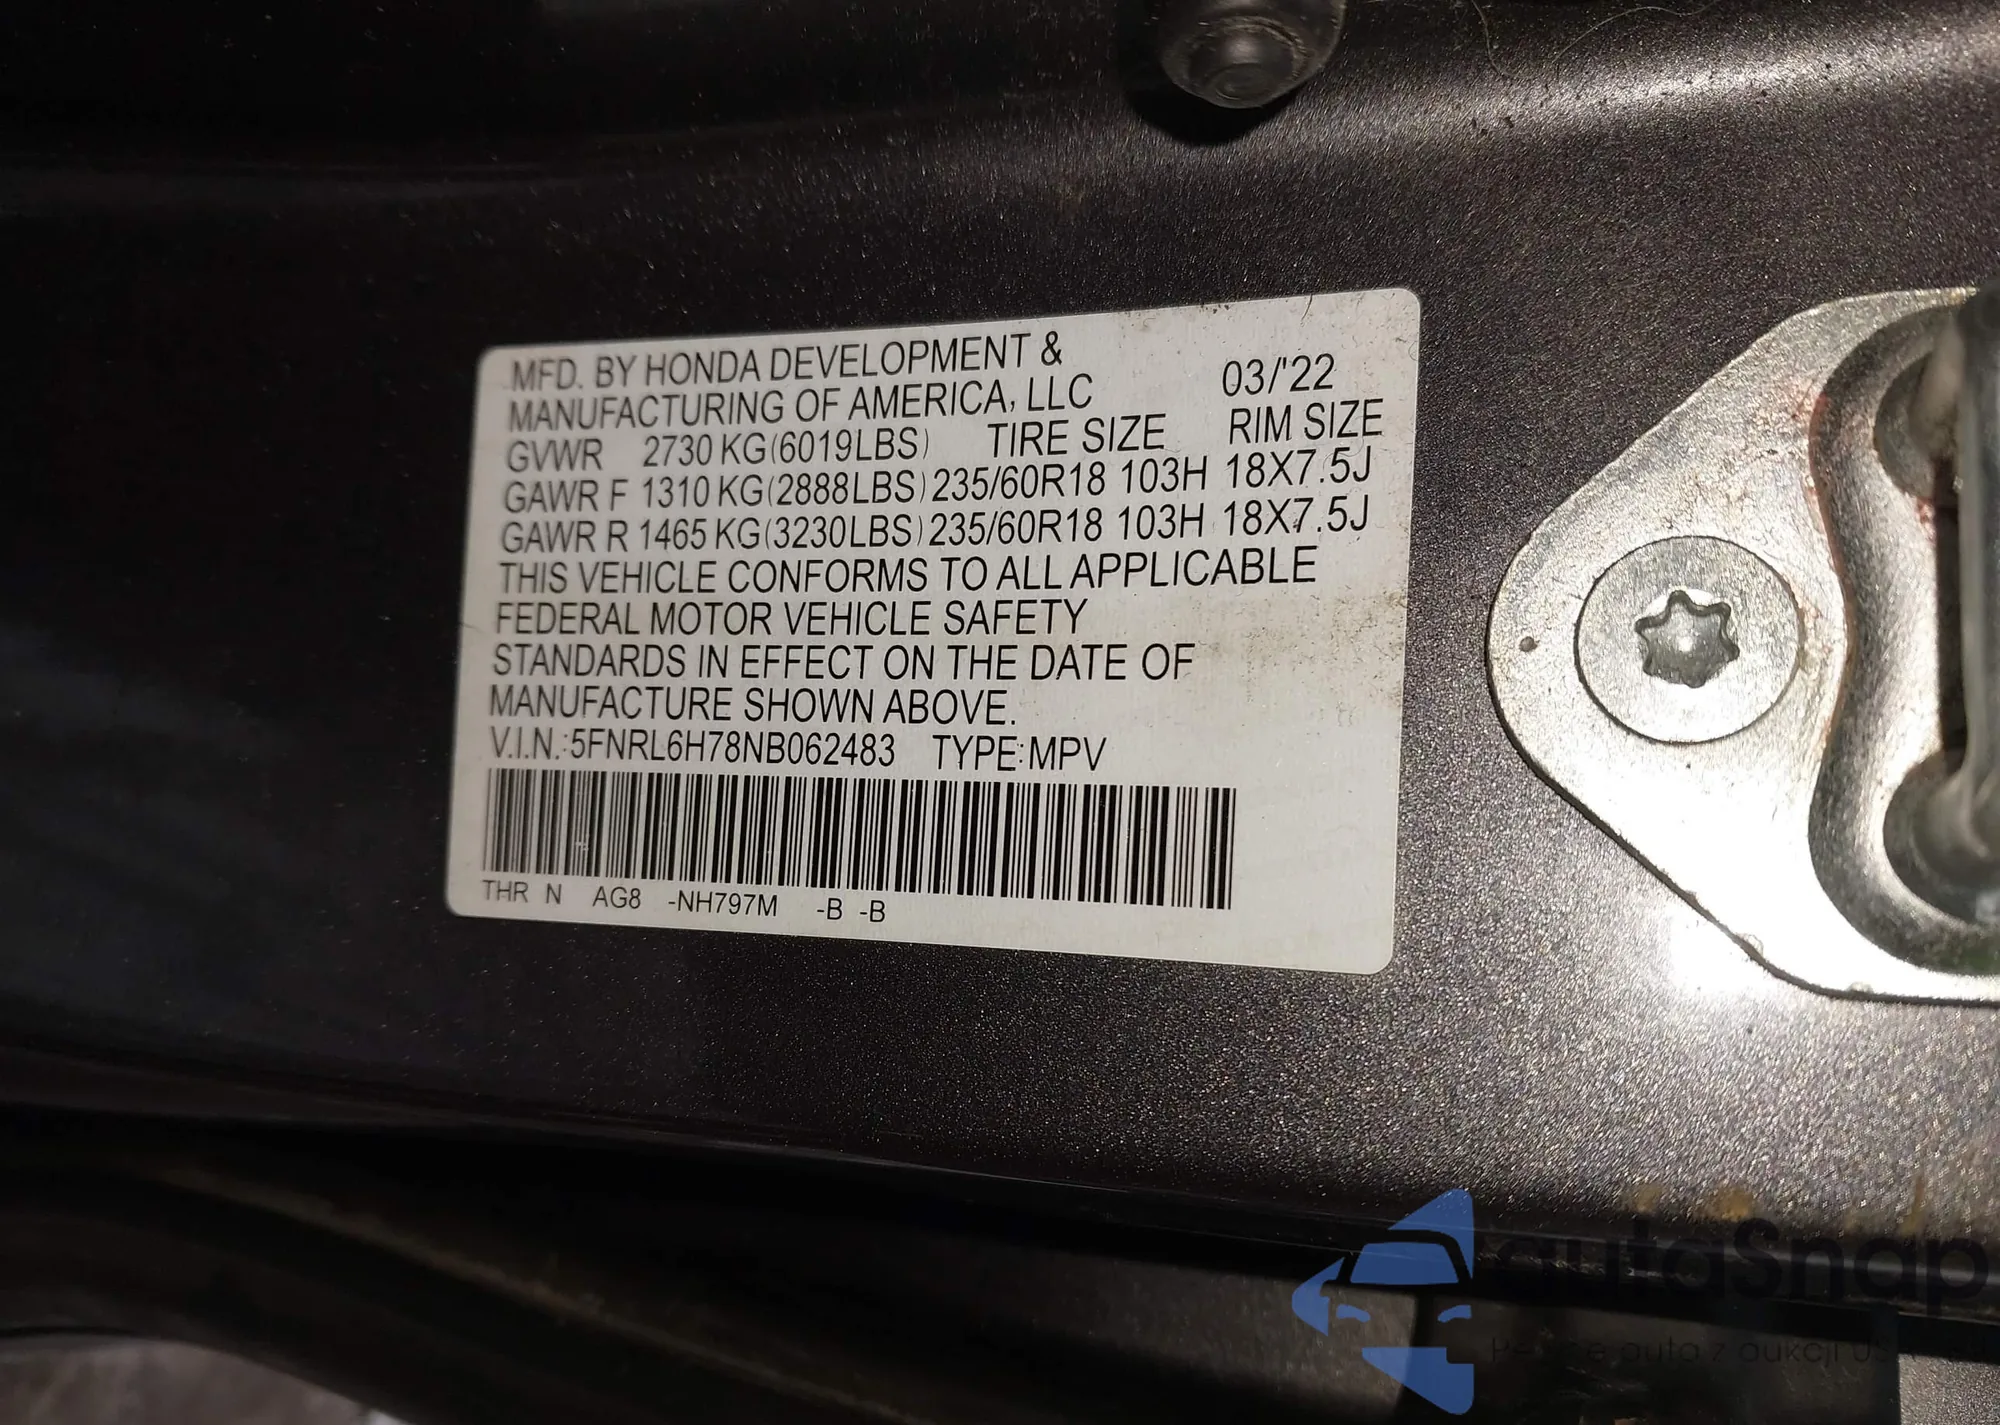 MFD. BY HONDA DEVELOPMENT &
MANUFACTURING OF AMERICA, LLC 03/'22
GVWR 2730 KG(6019LBS) TIRE SIZE RIM SIZE
GAWR F 1310 KG(2888LBS) 235/60R18 103H 18X7.5J
GAWR R 1465 KG(3230LBS) 235/60R18 103H 18X7.5J
THIS VEHICLE CONFORMS TO ALL APPLICABLE
FEDERAL MOTOR VEHICLE SAFETY
STANDARDS IN EFFECT ON THE DATE OF
MANUFACTURE SHOWN ABOVE.
V.I.N.:5FNRL6H78NB062483 TYPE:MPV
THR N AG8 -NH797M -B -B
autaSnap
auto z aukcji